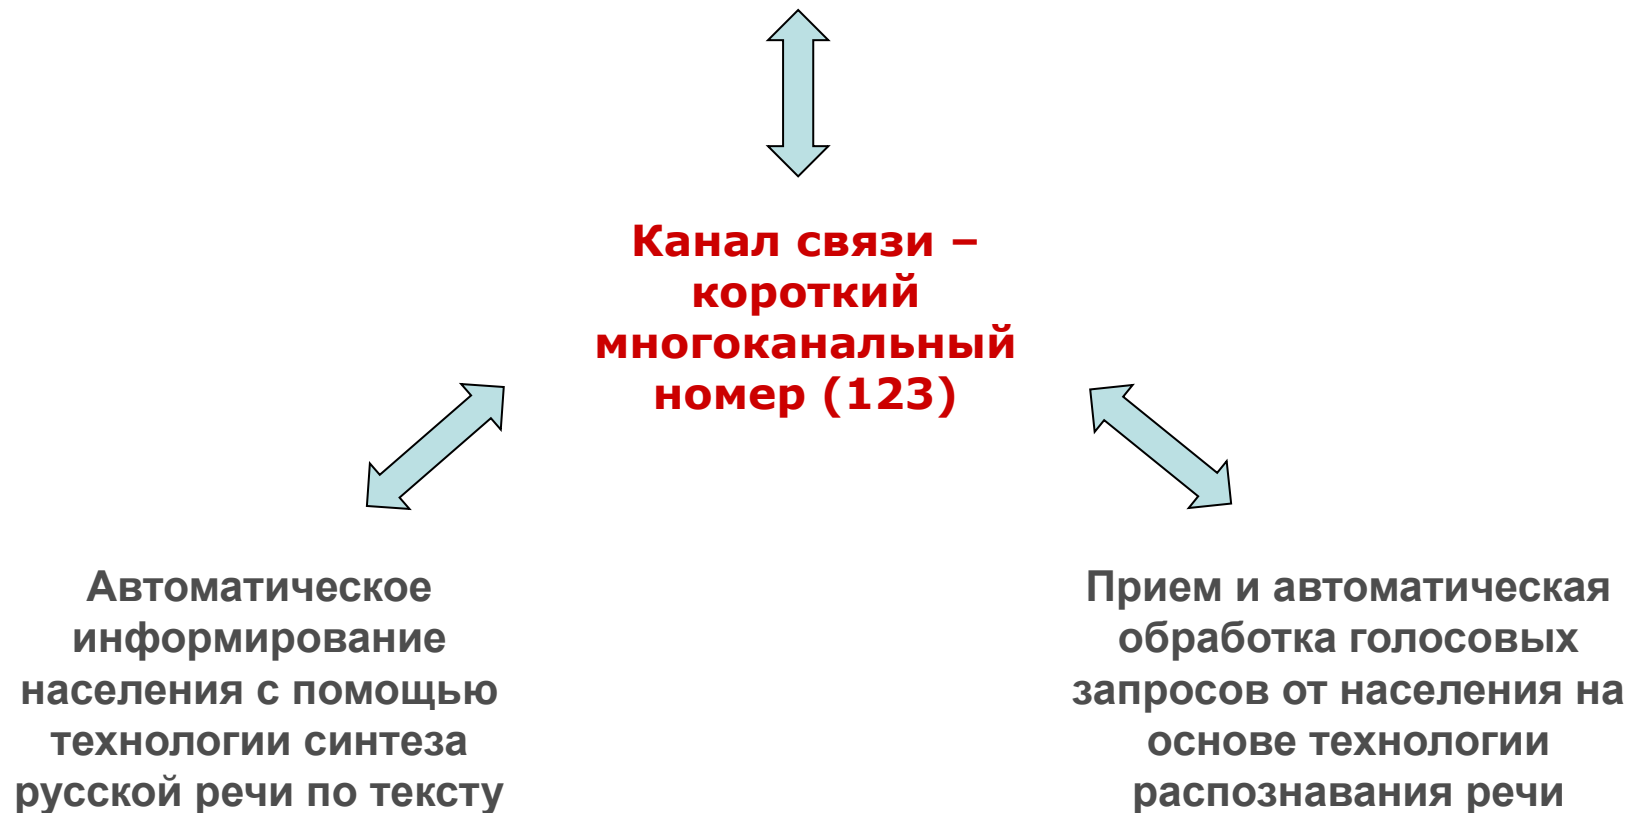 Канал связи –
короткий
многоканальный
номер (123)
Автоматическое
информирование
населения с помощью
технологии синтеза
русской речи по тексту
Прием и автоматическая
обработка голосовых
запросов от населения на
основе технологии
распознавания речи